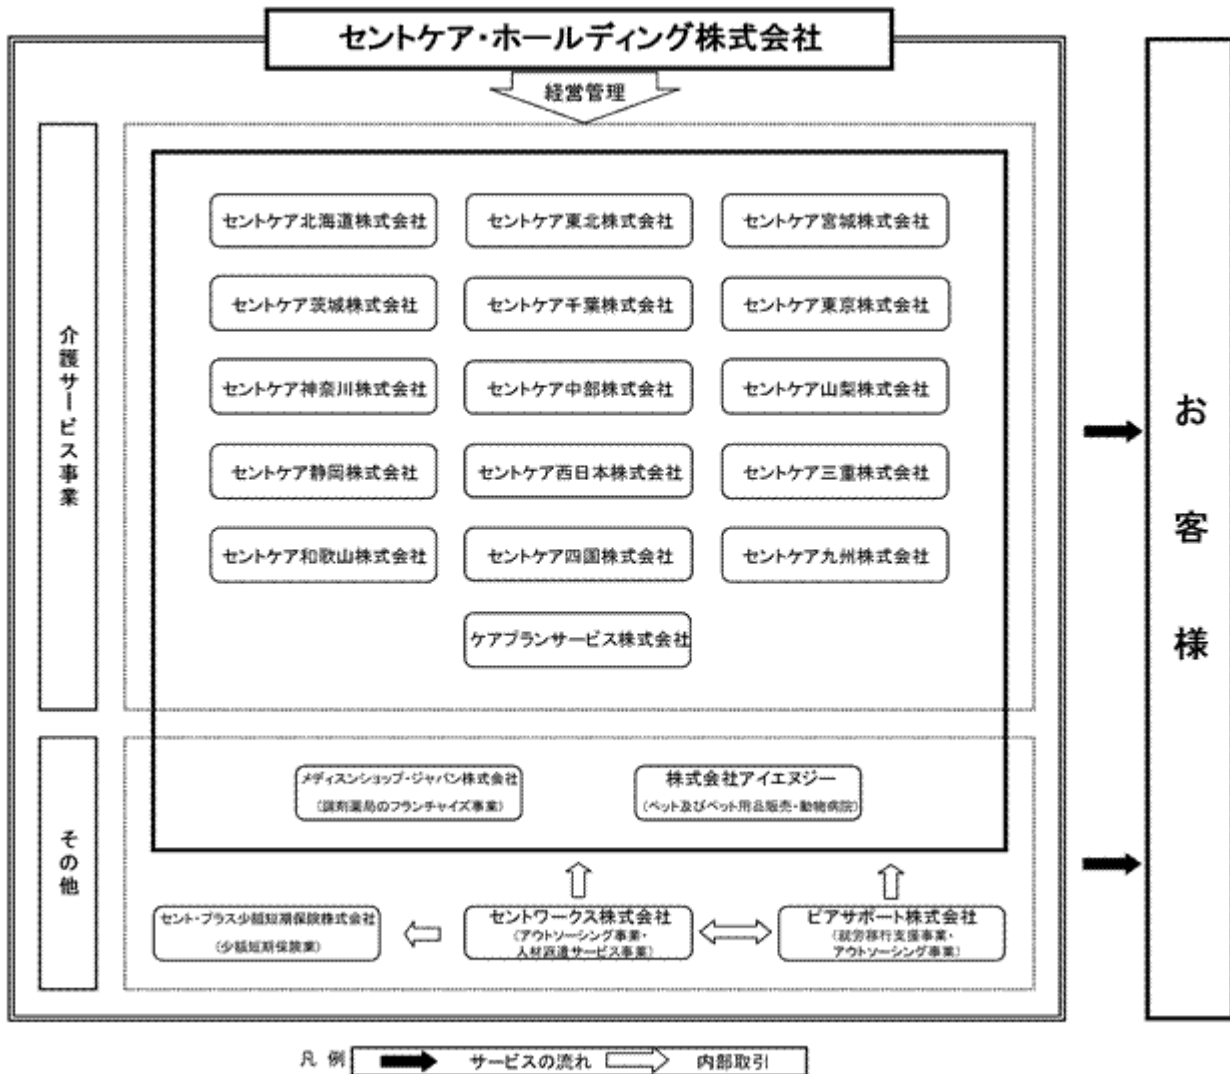 セントケア・ホールディング株式会社
経営管理
介護サービス事業
セントケア北海道株式会社
セントケア東北株式会社
セントケア宮城株式会社
セントケア茨城株式会社
セントケア千葉株式会社
セントケア東京株式会社
セントケア神奈川株式会社
セントケア中部株式会社
セントケア山梨株式会社
セントケア静岡株式会社
セントケア西日本株式会社
セントケア三重株式会社
セントケア和歌山株式会社
セントケア四国株式会社
セントケア九州株式会社
ケアプランサービス株式会社
その他
メディスンショップ・ジャパン株式会社
(調剤薬局のフランチャイズ事業)
株式会社アイエヌジー
(ペット及びペット用品販売・動物病院)
セント・プラス少額短期保険株式会社
(少額短期保険業)
セントワークス株式会社
(アウトソーシング事業・
人材派遣サービス事業)
ピアサポート株式会社
(就労移行支援事業・
アウトソーシング事業)
お客様
凡例
サービスの流れ
内部取引